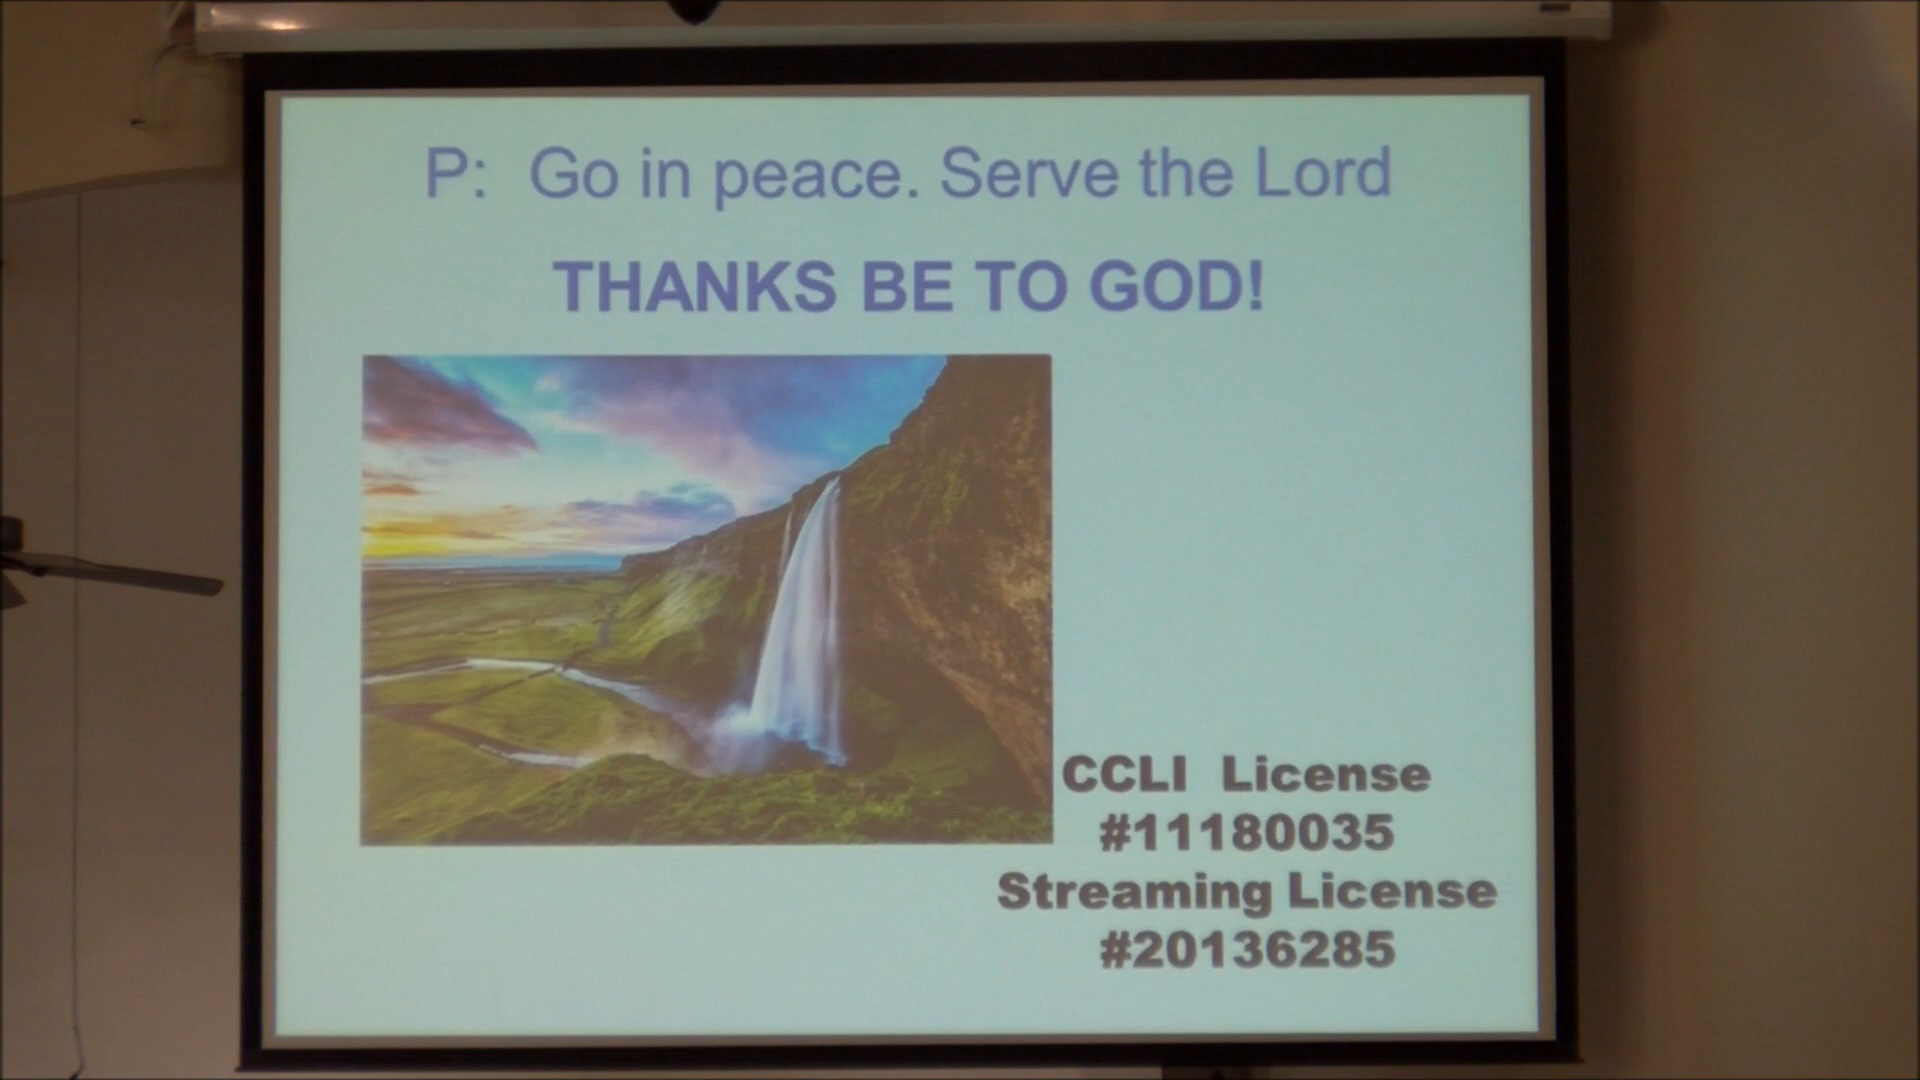 P: Go in peace. Serve the Lord
THANKS BE TO GOD!
CCLI License
#11180035
Streaming License
#20136285